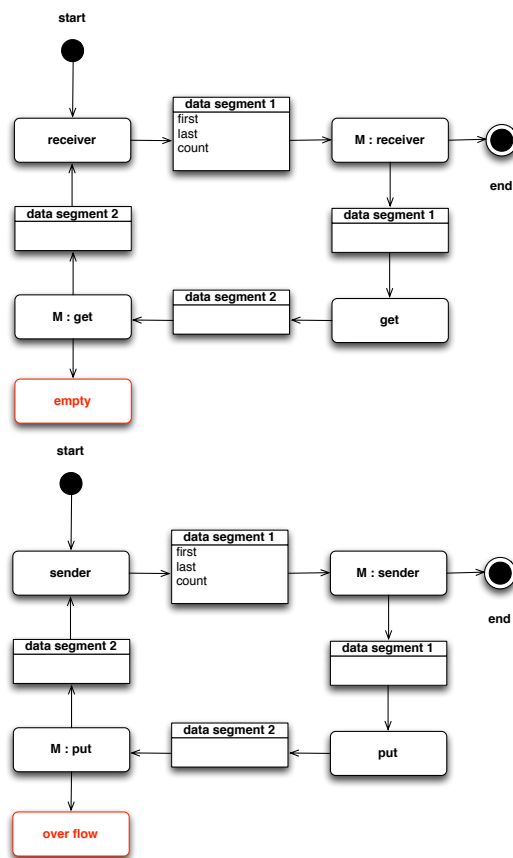 start
data segment 1
first
last
count
receiver
M : receiver
end
data segment 2
data segment 1
M : get
data segment 2
get
empty
start
data segment 1
first
last
count
sender
M : sender
end
data segment 2
data segment 1
M : put
data segment 2
put
over flow